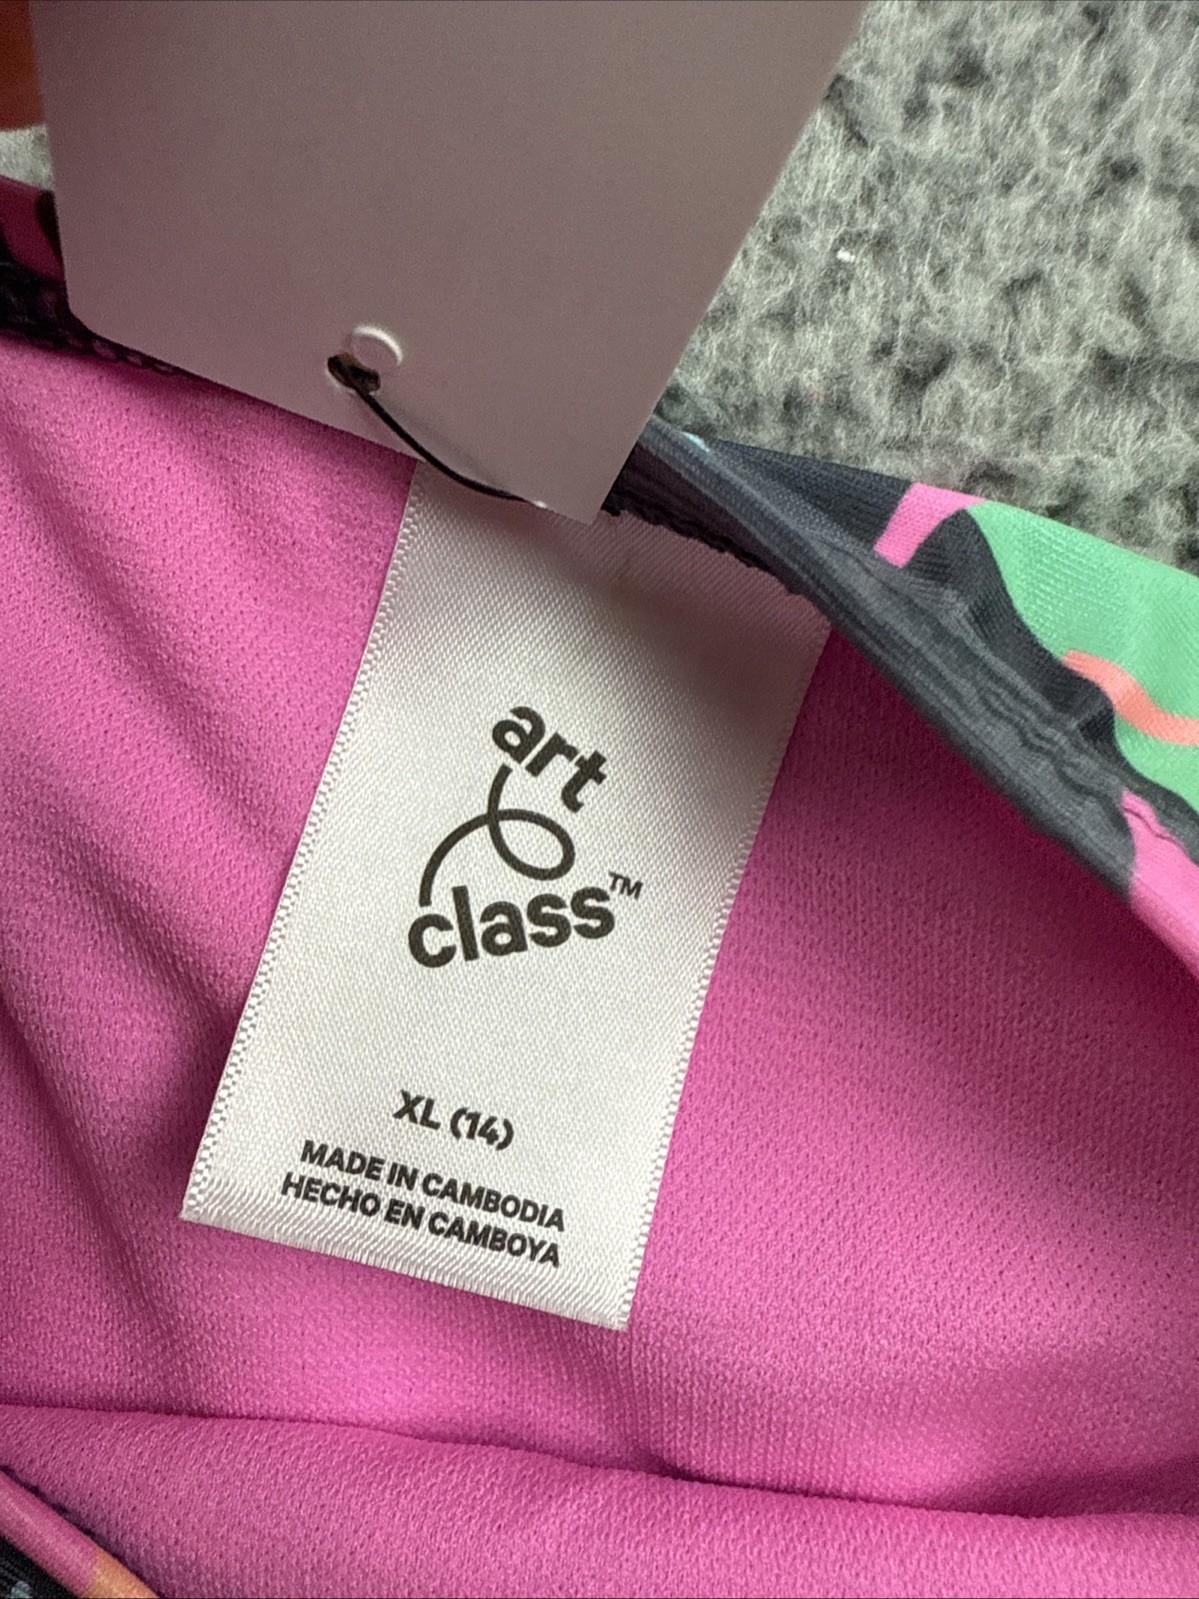 art
class™
XL (14)
MADE IN CAMBODIA
HECHO EN CAMBOYA